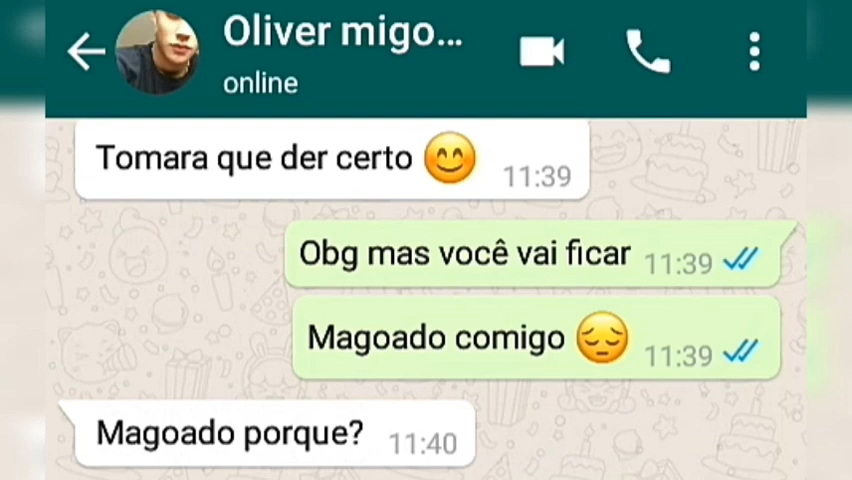 Oliver migo...
online
Tomara que der certo 😊 11:39
Obg mas você vai ficar 11:39
Magoado comigo 😔 11:39
Magoado porque? 11:40